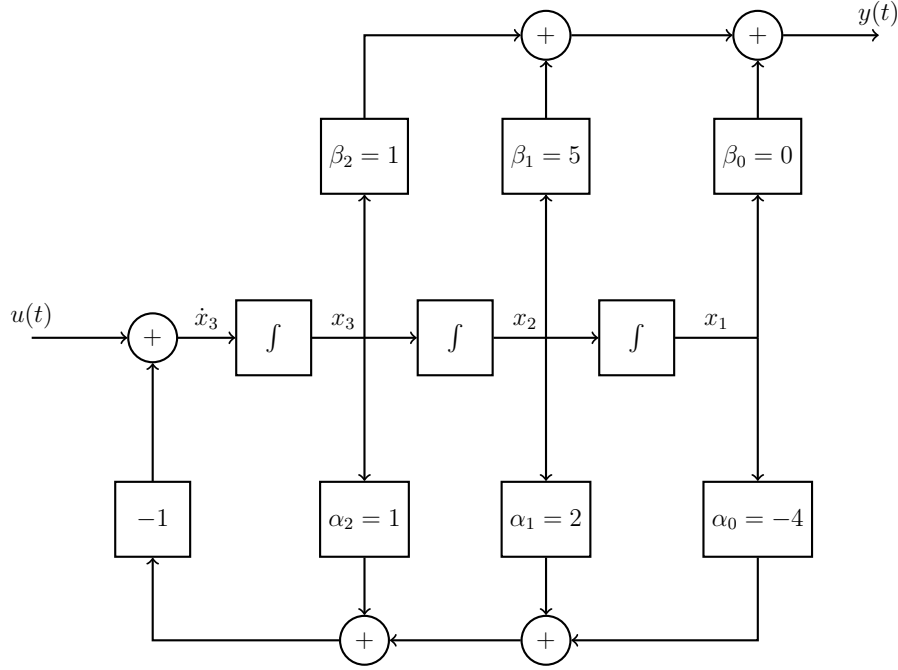 y(t)
+ +
β₂ = 1 β₁ = 5 β₀ = 0
u(t) + ẋ₃ ∫ x₃ ∫ x₂ ∫ x₁
−1 α₂ = 1 α₁ = 2 α₀ = −4
+ +